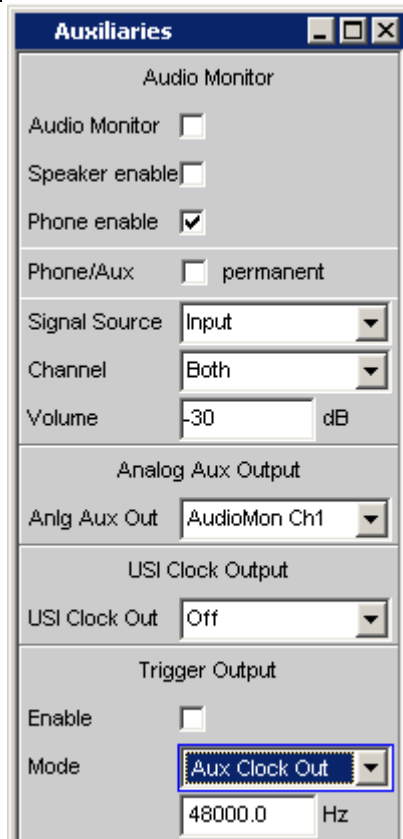 Auxiliaries
Audio Monitor
Audio Monitor
Speaker enable
Phone enable
Phone/Aux permanent
Signal Source Input
Channel Both
Volume -30 dB
Analog Aux Output
Anlg Aux Out AudioMon Ch1
USI Clock Output
USI Clock Out Off
Trigger Output
Enable
Mode Aux Clock Out
48000.0 Hz